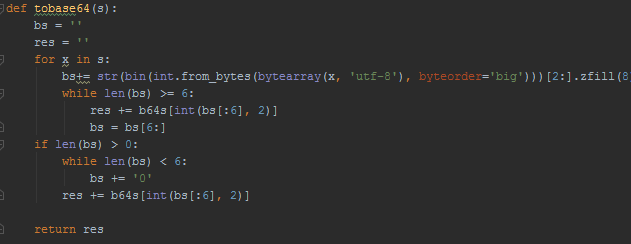 def tobase64(s):
    bs = ''
    res = ''
    for x in s:
        bs+= str(bin(int.from_bytes(bytearray(x, 'utf-8'), byteorder='big')))[2:].zfill(8
        while len(bs) >= 6:
            res += b64s[int(bs[:6], 2)]
            bs = bs[6:]
    if len(bs) > 0:
        while len(bs) < 6:
            bs += '0'
        res += b64s[int(bs[:6], 2)]
    return res